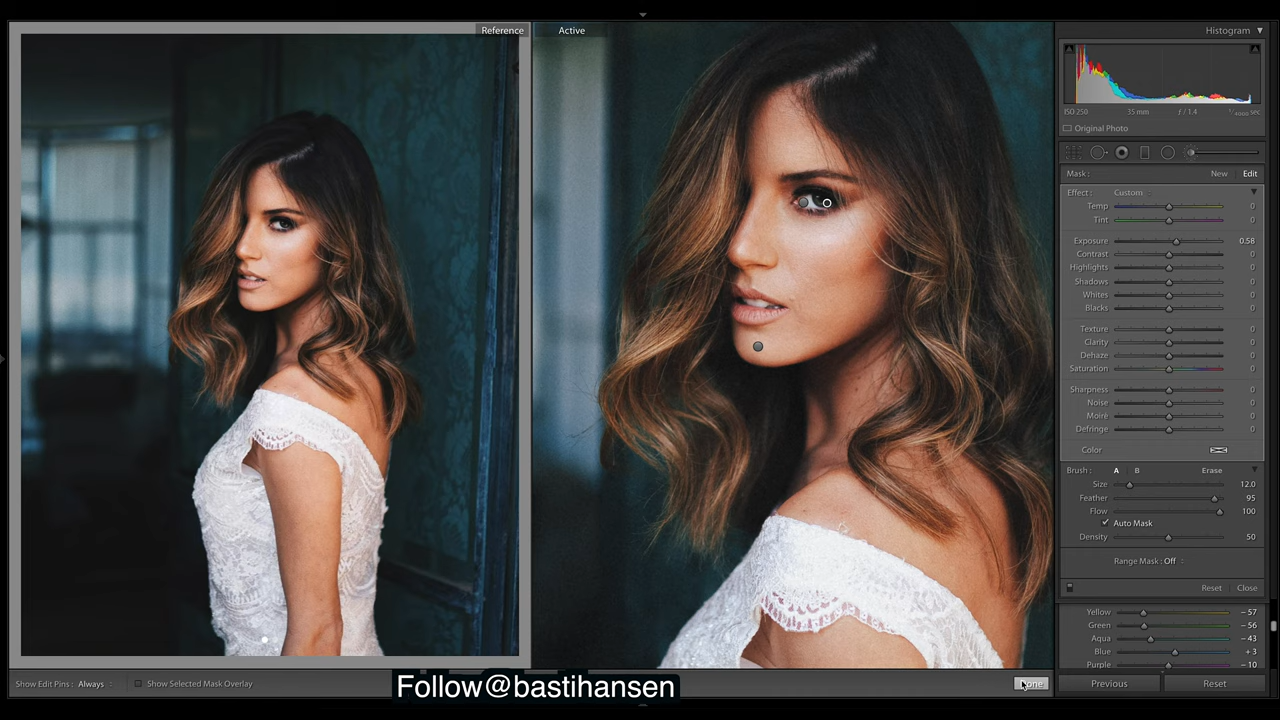 Reference
Active
Histogram
ISO 250 35 mm ƒ / 1.4 sec
Original Photo
Mask : New Edit
Effect : Custom
Temp 0
Tint 0
Exposure 0.58
Contrast 0
Highlights 0
Shadows 0
Whites 0
Blacks 0
Texture 0
Clarity 0
Dehaze 0
Saturation 0
Sharpness 0
Noise 0
Moiré 0
Defringe 0
Color
Brush : A B Erase
Size 12.0
Feather 95
Flow 100
Auto Mask
Density 50
Range Mask : Off
Reset Close
Yellow − 57
Green − 56
Aqua − 43
Blue + 3
Purple − 10
Show Edit Pins : Always Show Selected Mask Overlay
Previous Reset
Follow@bastihansen